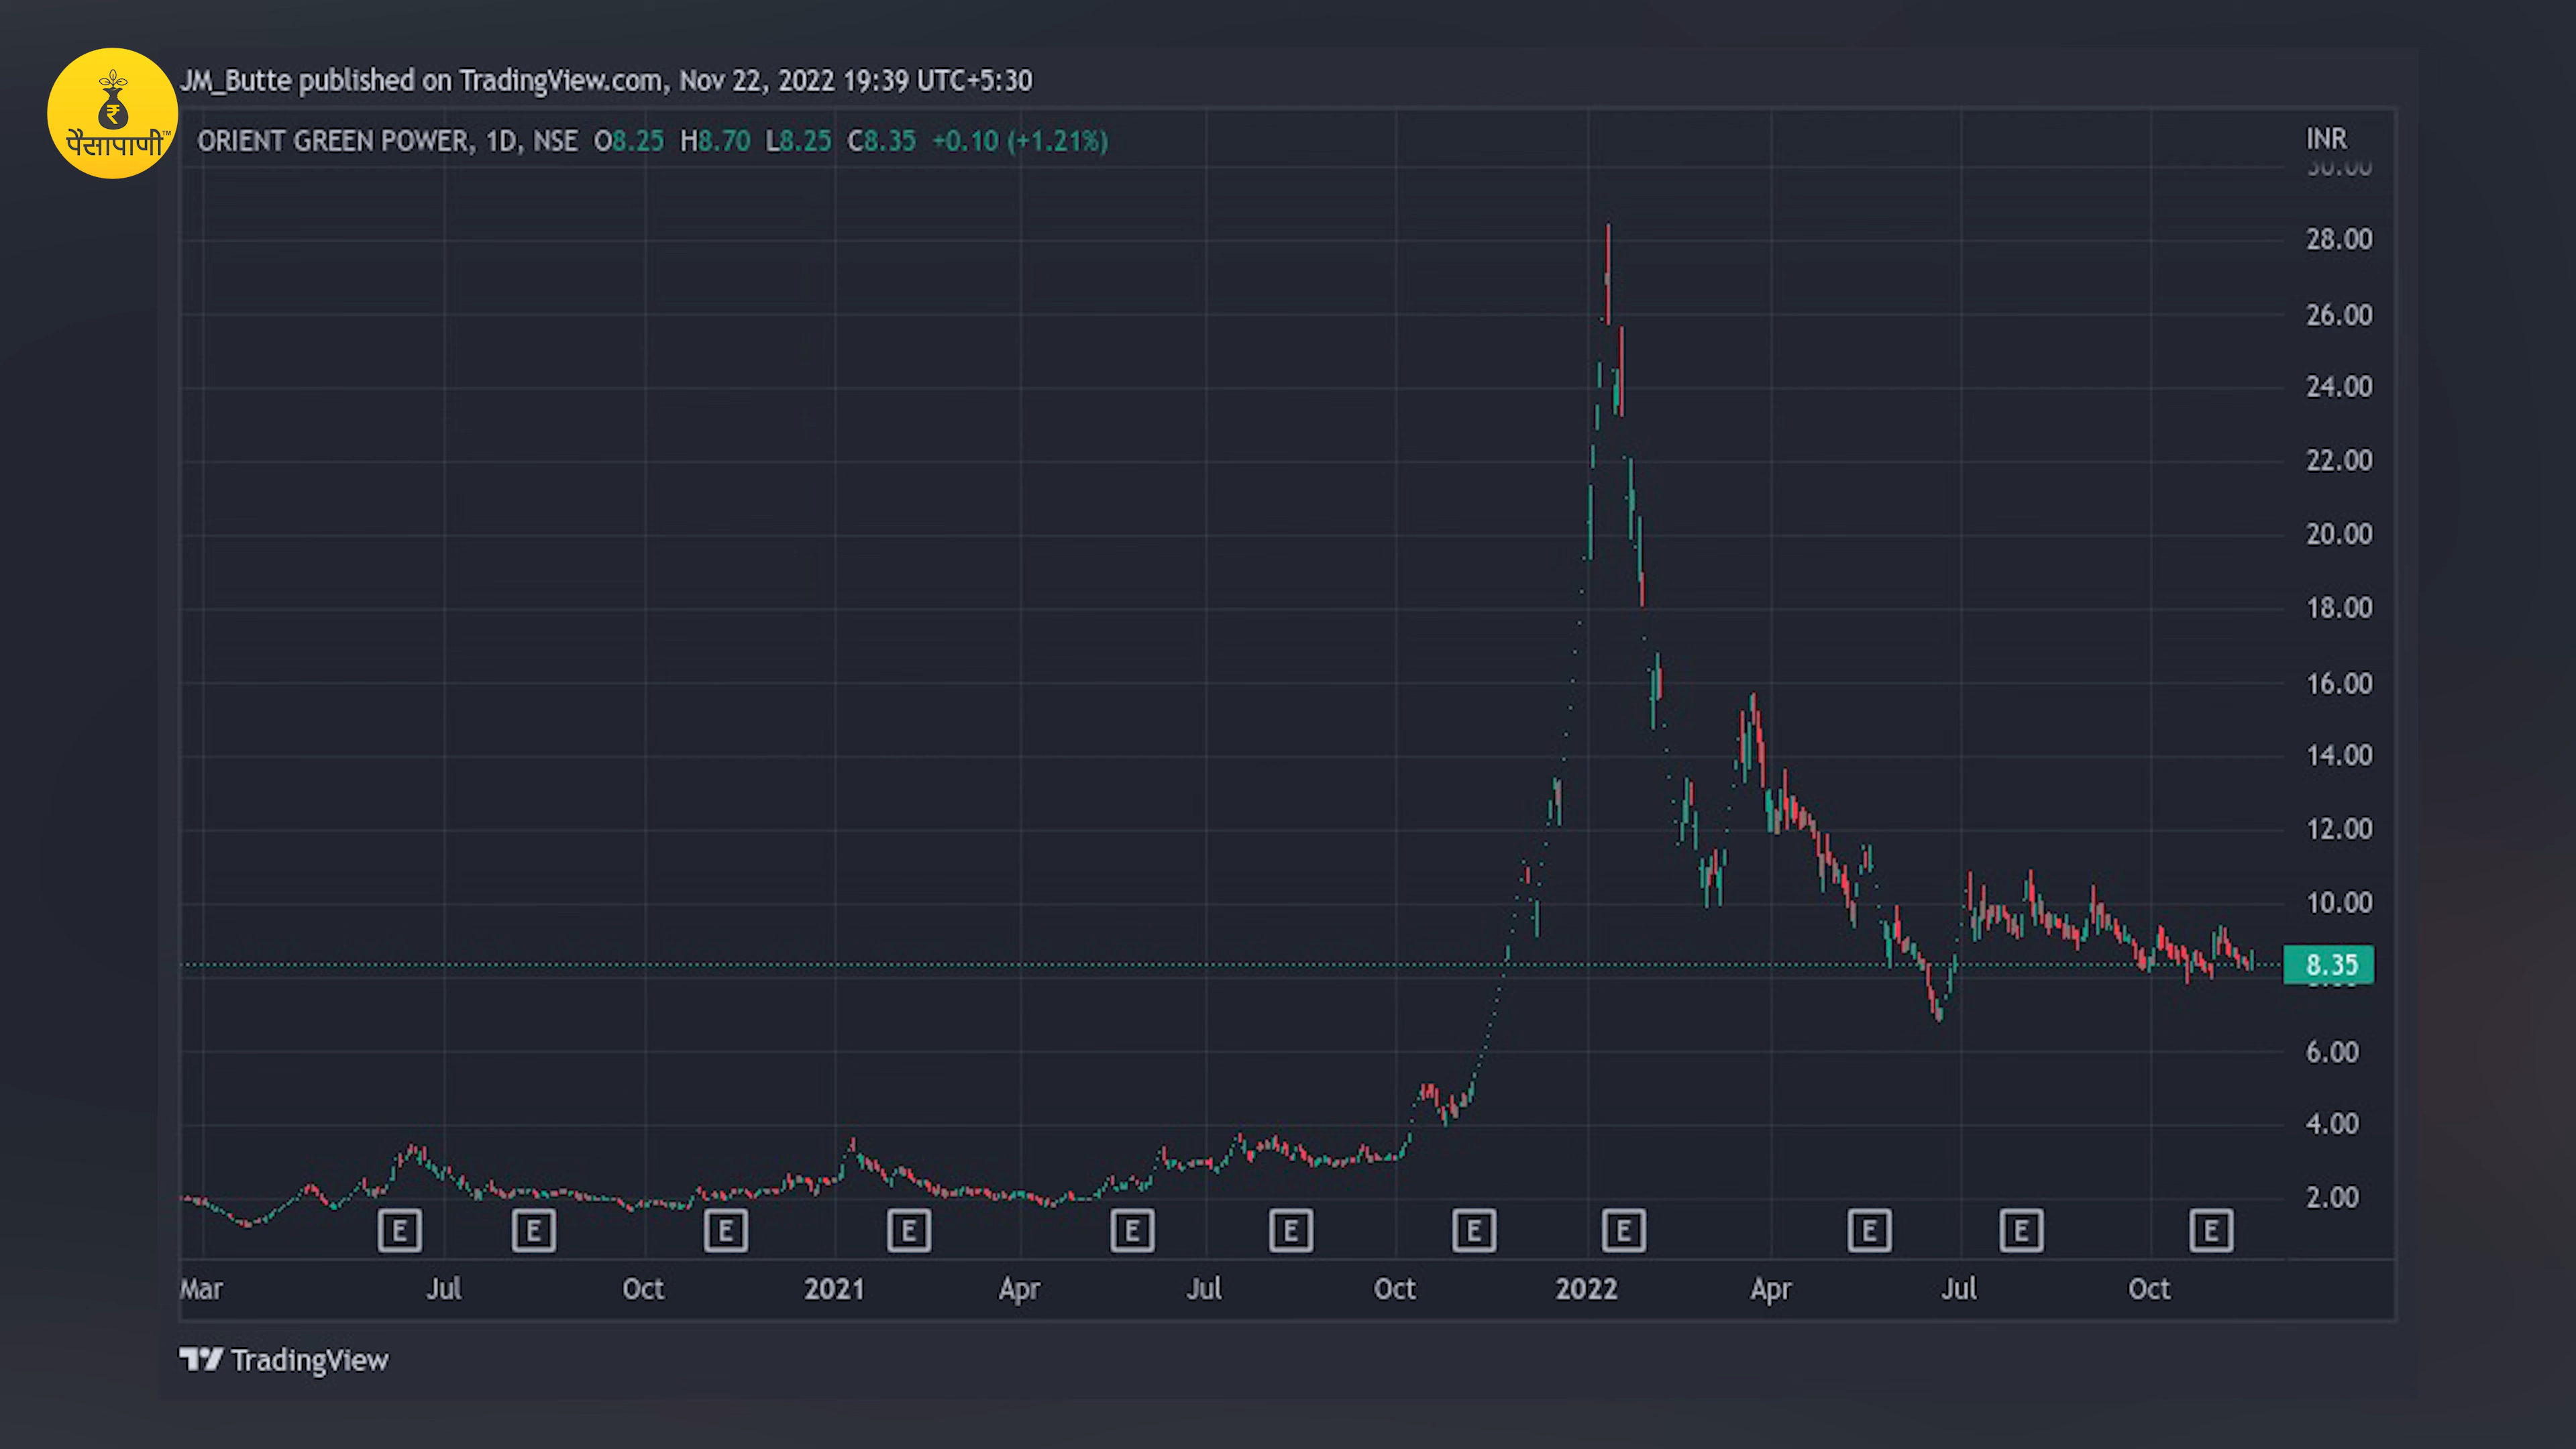 JM_Butte published on TradingView.com, Nov 22, 2022 19:39 UTC+5:30
₹
पैसापाणी™
ORIENT GREEN POWER, 1D, NSE O8.25 H8.70 L8.25 C8.35 +0.10 (+1.21%)
INR
30.00
28.00
26.00
24.00
22.00
20.00
18.00
16.00
14.00
12.00
10.00
8.35
6.00
4.00
2.00
E E E E E E E E E E E
Mar Jul Oct 2021 Apr Jul Oct 2022 Apr Jul Oct
TradingView